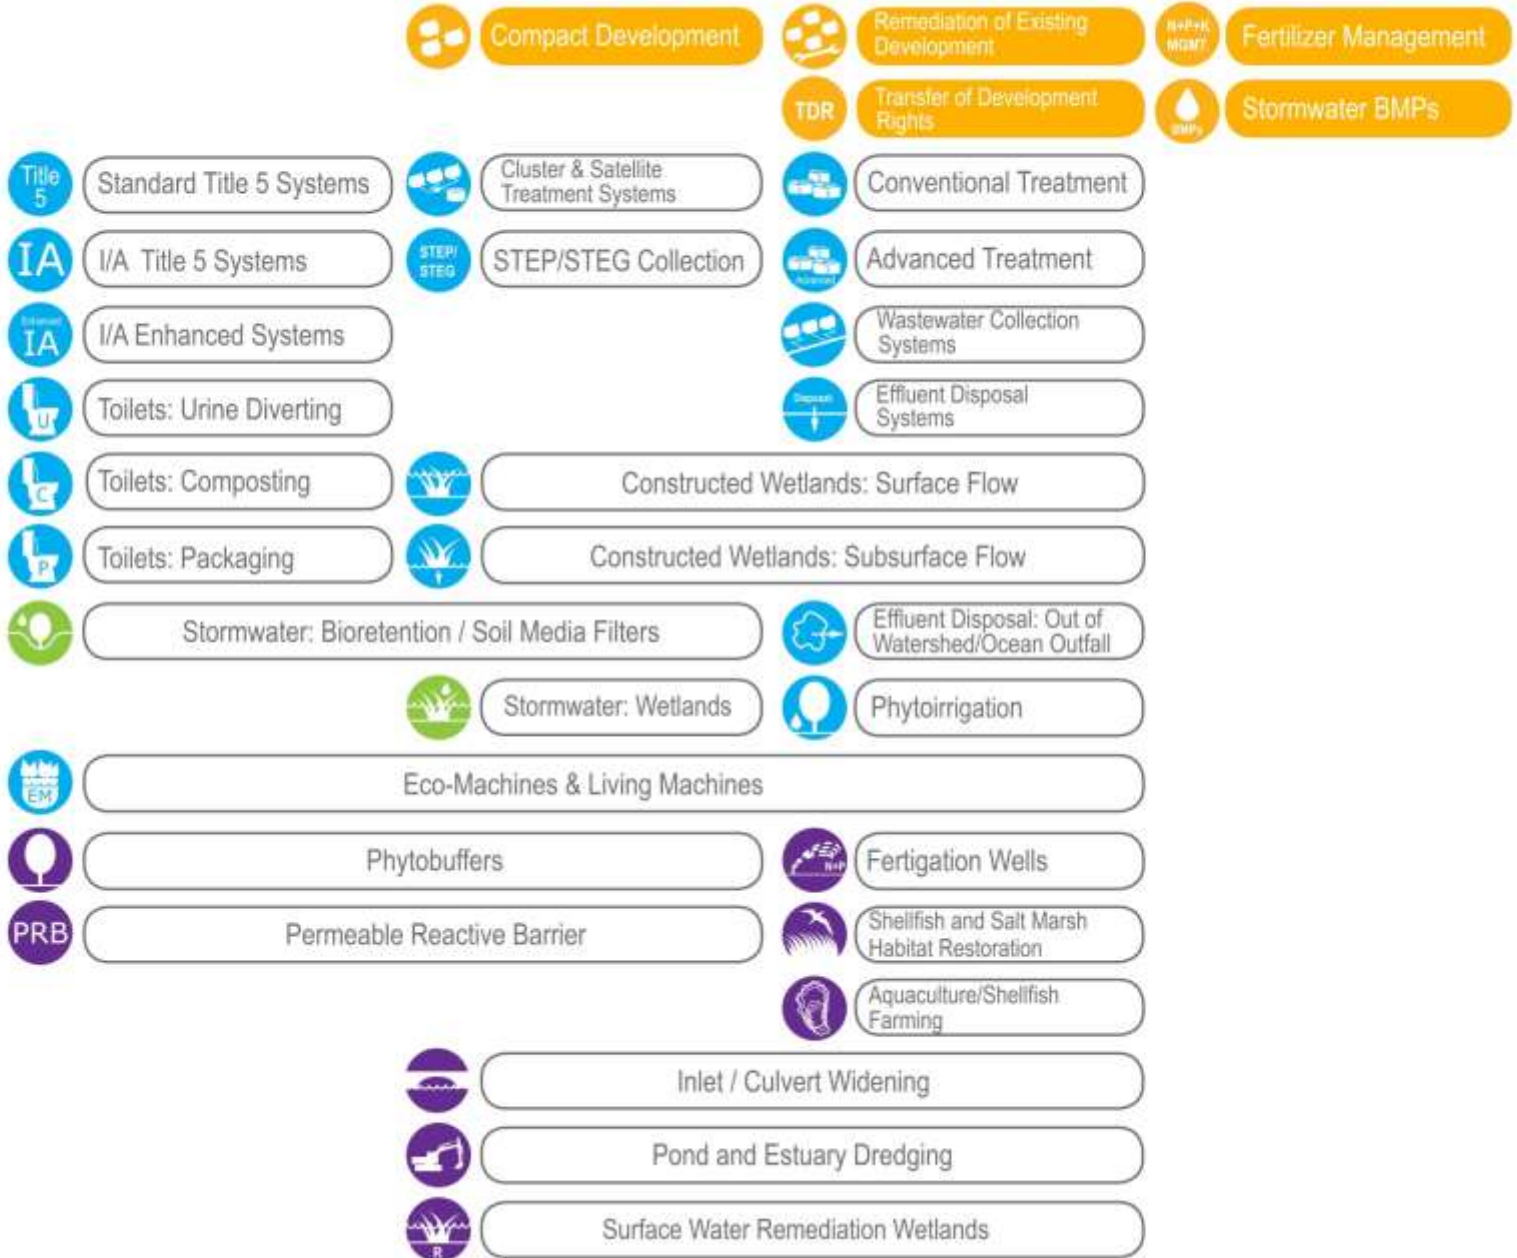 Compact Development
Remediation of Existing
Development
N+P+K
MGMT
Fertilizer Management
TDR
Transfer of Development
Rights
BMPs
Stormwater BMPs
Title
5
Standard Title 5 Systems
Cluster & Satellite
Treatment Systems
Conventional Treatment
IA
I/A Title 5 Systems
STEP/
STEG
STEP/STEG Collection
Advanced
Advanced Treatment
Enhanced
IA
I/A Enhanced Systems
Wastewater Collection
Systems
U
Toilets: Urine Diverting
Disposal
Effluent Disposal
Systems
C
Toilets: Composting
Constructed Wetlands: Surface Flow
P
Toilets: Packaging
Constructed Wetlands: Subsurface Flow
Stormwater: Bioretention / Soil Media Filters
Effluent Disposal: Out of
Watershed/Ocean Outfall
Stormwater: Wetlands
Phytoirrigation
EM
Eco-Machines & Living Machines
Phytobuffers
N+P
Fertigation Wells
PRB
Permeable Reactive Barrier
Shellfish and Salt Marsh
Habitat Restoration
Aquaculture/Shellfish
Farming
Inlet / Culvert Widening
Pond and Estuary Dredging
R
Surface Water Remediation Wetlands